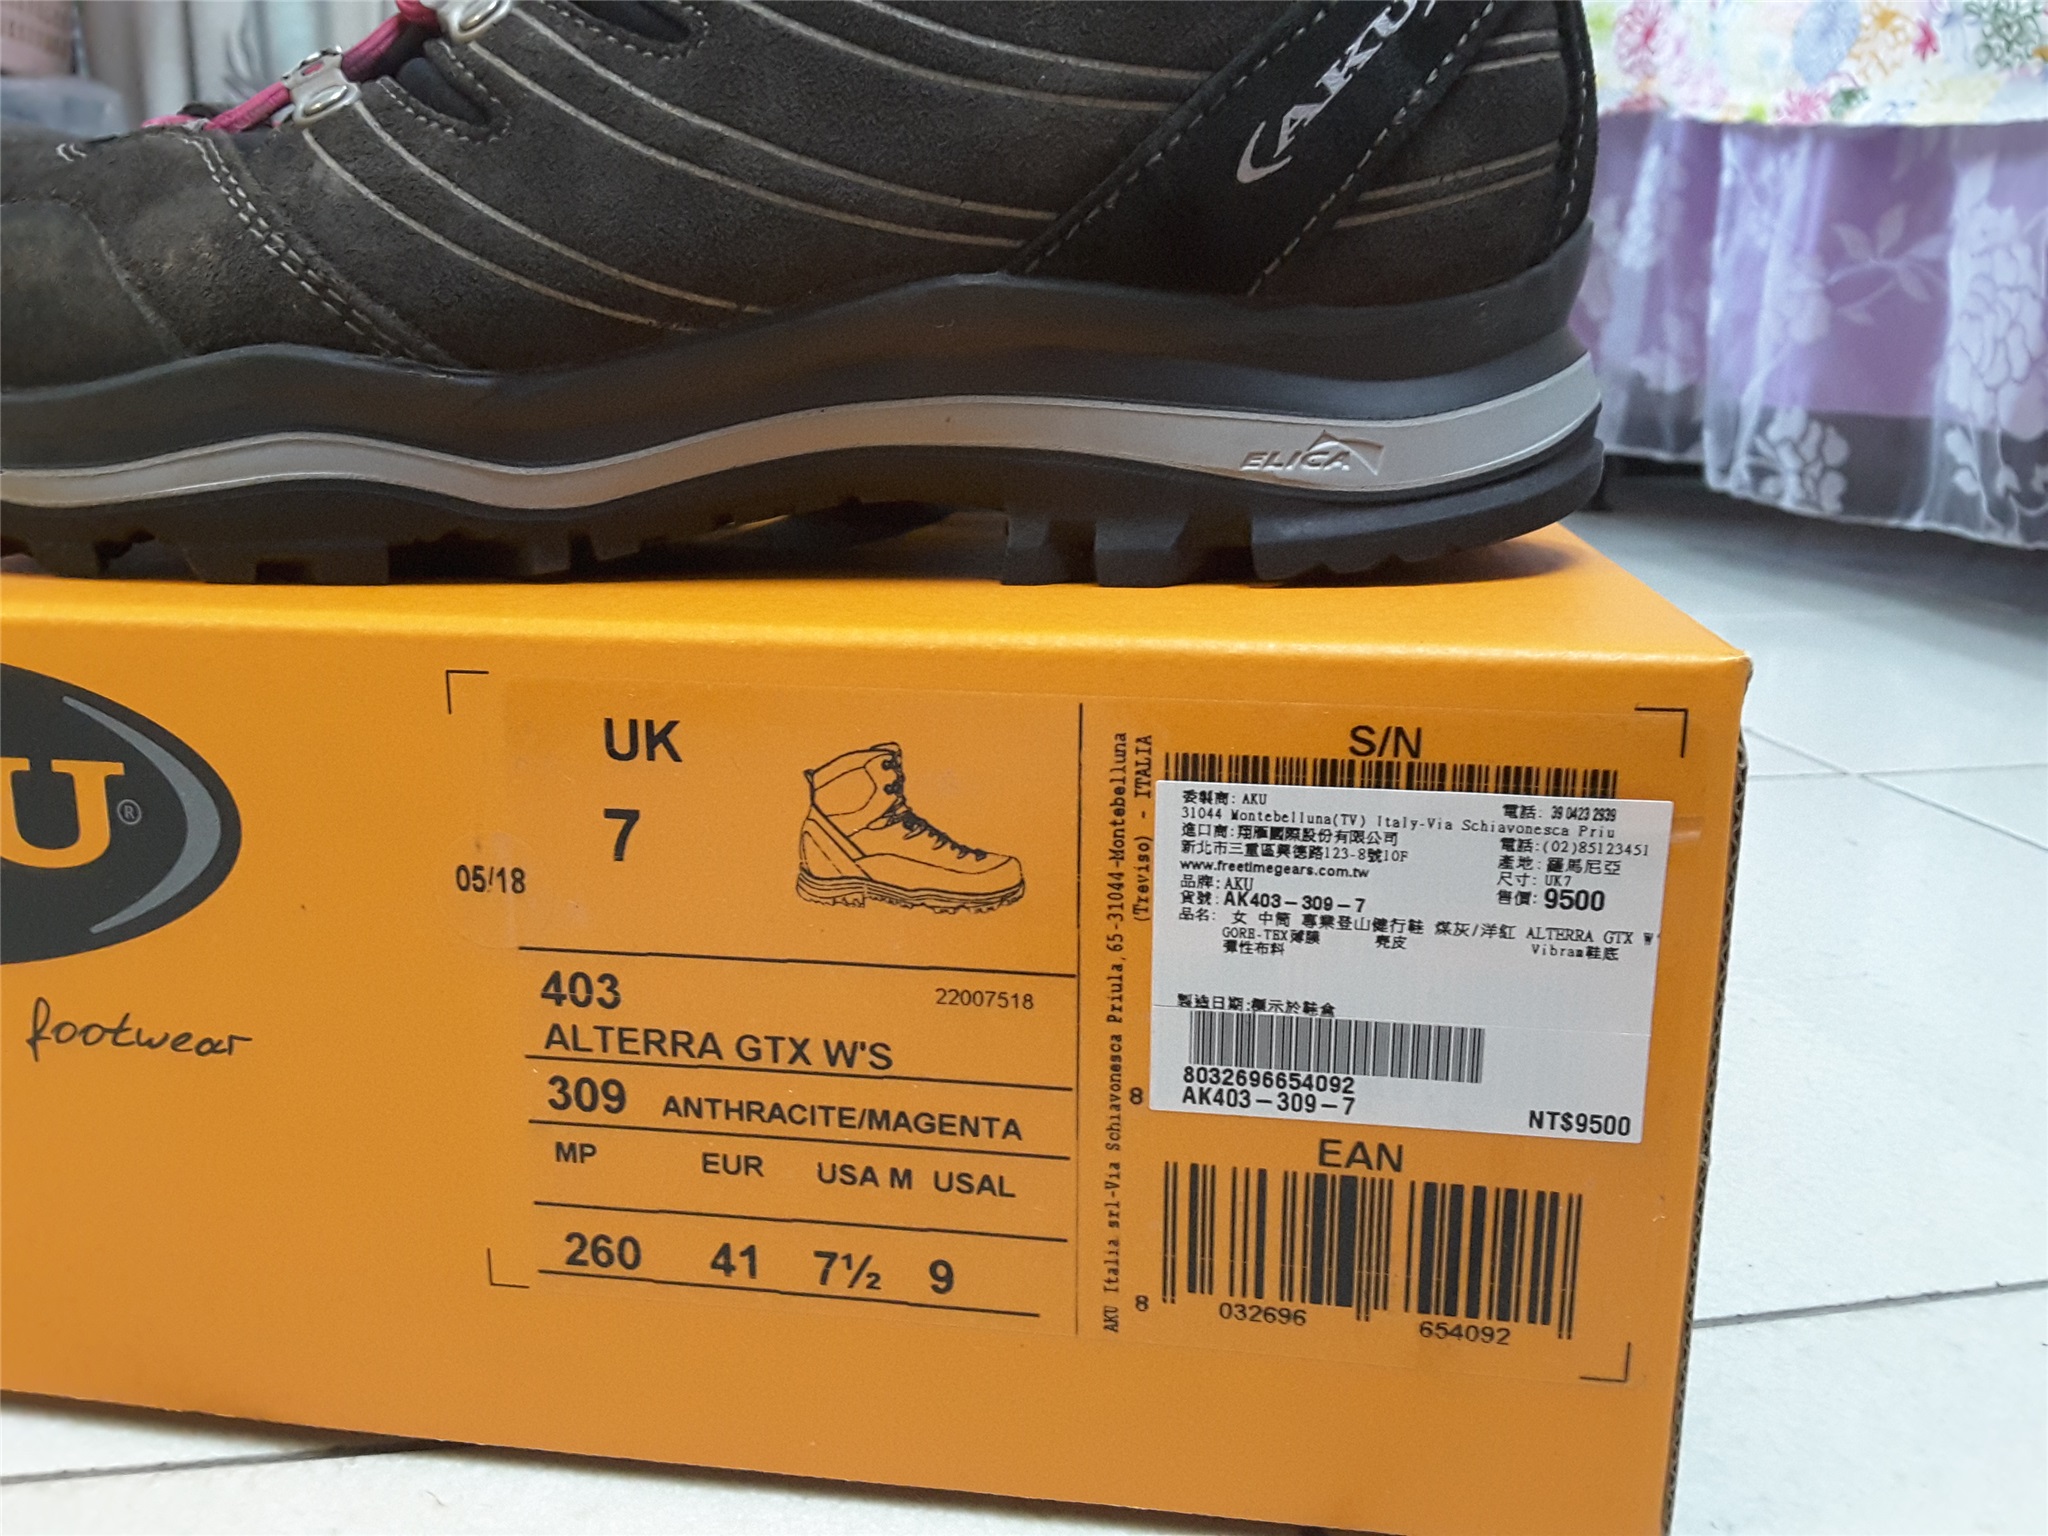 AKU
ELICA
U®
footwear
UK
7
05/18
403
22007518
ALTERRA GTX W'S
309 ANTHRACITE/MAGENTA
MP EUR USA M USAL
260 41 7½ 9
AKU Italia srl-Via Schiavonesca Priula,65-31044-Montebelluna
(Treviso) - ITALIA
S/N
委製商: AKU 電話: 39 0423 2939
31044 Montebelluna(TV) Italy-Via Schiavonesca Priu
進口商:翔順國際股份有限公司 電話:(02)85123451
新北市三重區興德路123-8號10F 產地: 羅馬尼亞
www.freetimegears.com.tw 尺寸: UK7
品牌: AKU 售價: 9500
貨號: AK403-309-7
品名: 女 中筒 專業登山健行鞋 煤灰/洋紅 ALTERRA GTX W'
GORE-TEX薄膜 麂皮 Vibram鞋底
彈性布料
製造日期:標示於鞋盒
8032696654092
AK403-309-7 NT$9500
8
EAN
8 032696 654092